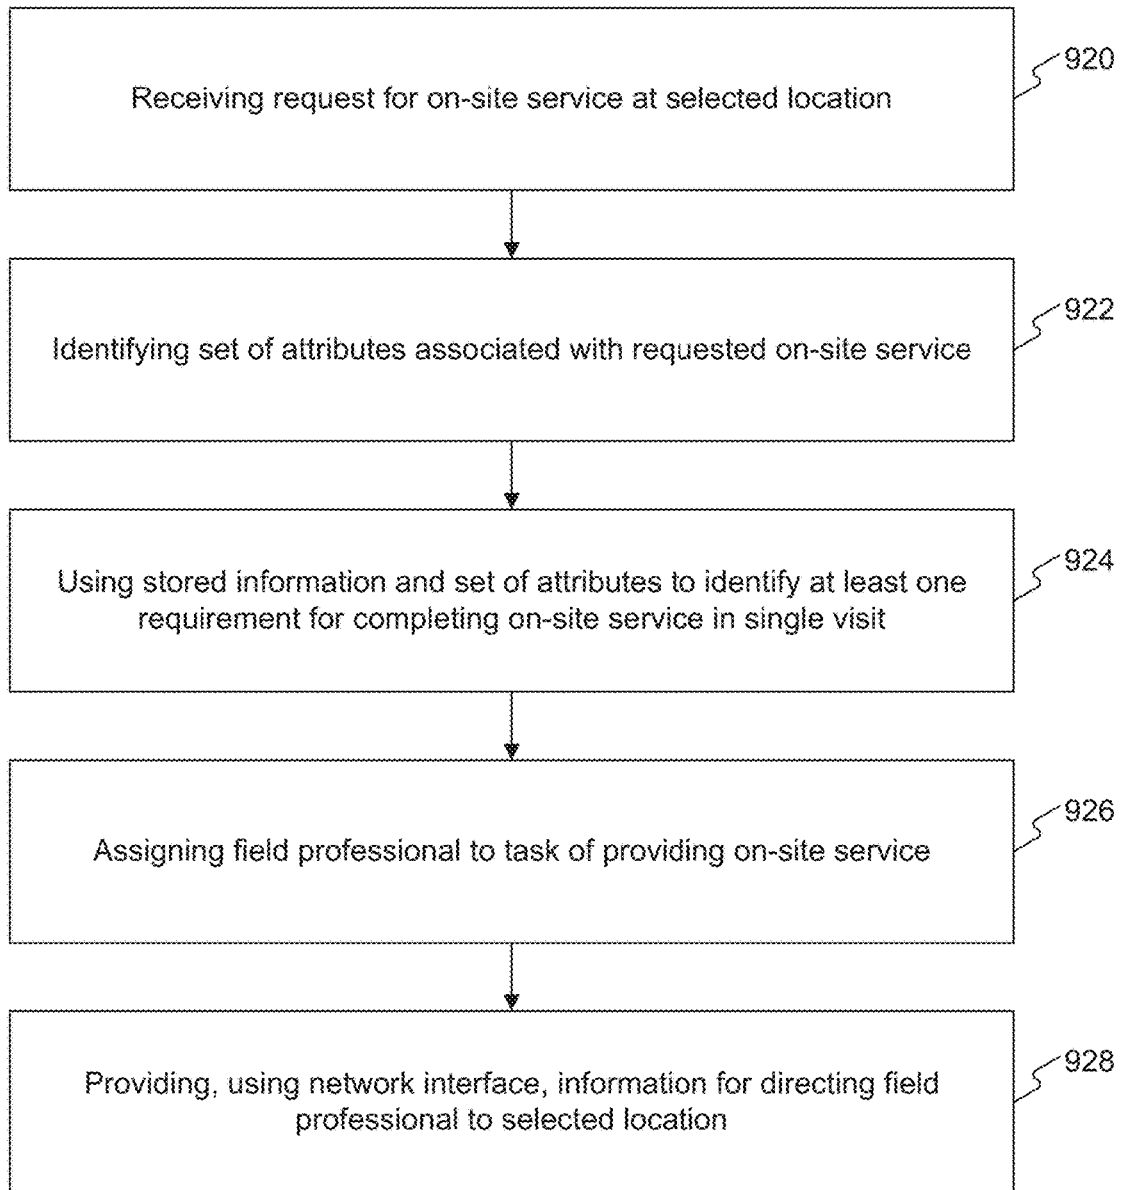 Receiving request for on-site service at selected location
920
Identifying set of attributes associated with requested on-site service
922
Using stored information and set of attributes to identify at least one
requirement for completing on-site service in single visit
924
Assigning field professional to task of providing on-site service
926
Providing, using network interface, information for directing field
professional to selected location
928